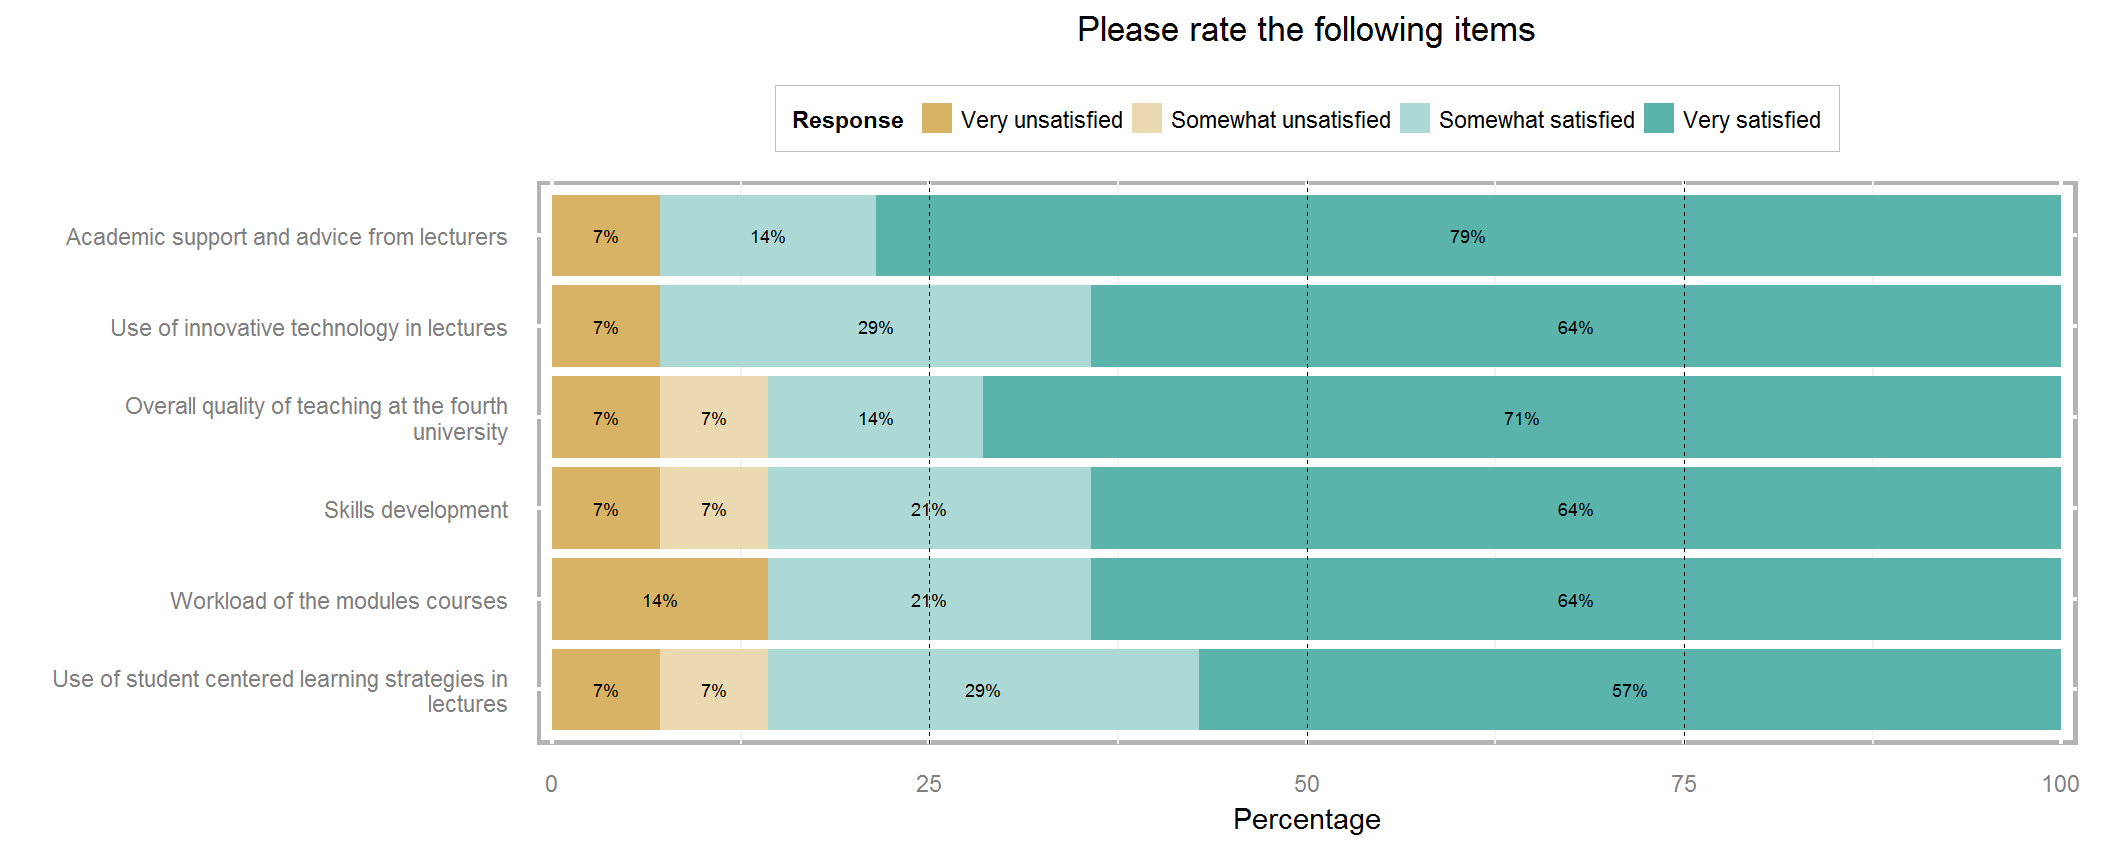 Please rate the following items
Response Very unsatisfied Somewhat unsatisfied Somewhat satisfied Very satisfied
Academic support and advice from lecturers 7% 14% 79%
Use of innovative technology in lectures 7% 29% 64%
Overall quality of teaching at the fourth
university 7% 7% 14% 71%
Skills development 7% 7% 21% 64%
Workload of the modules courses 14% 21% 64%
Use of student centered learning strategies in
lectures 7% 7% 29% 57%
0 25 50 75 100
Percentage